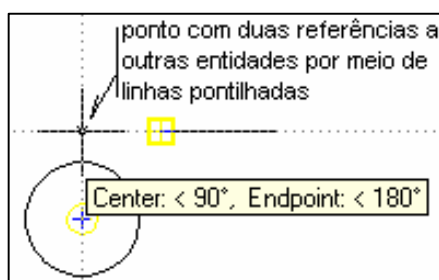 ponto com duas referências a
outras entidades por meio de
linhas pontilhadas
Center: < 90°, Endpoint: < 180°